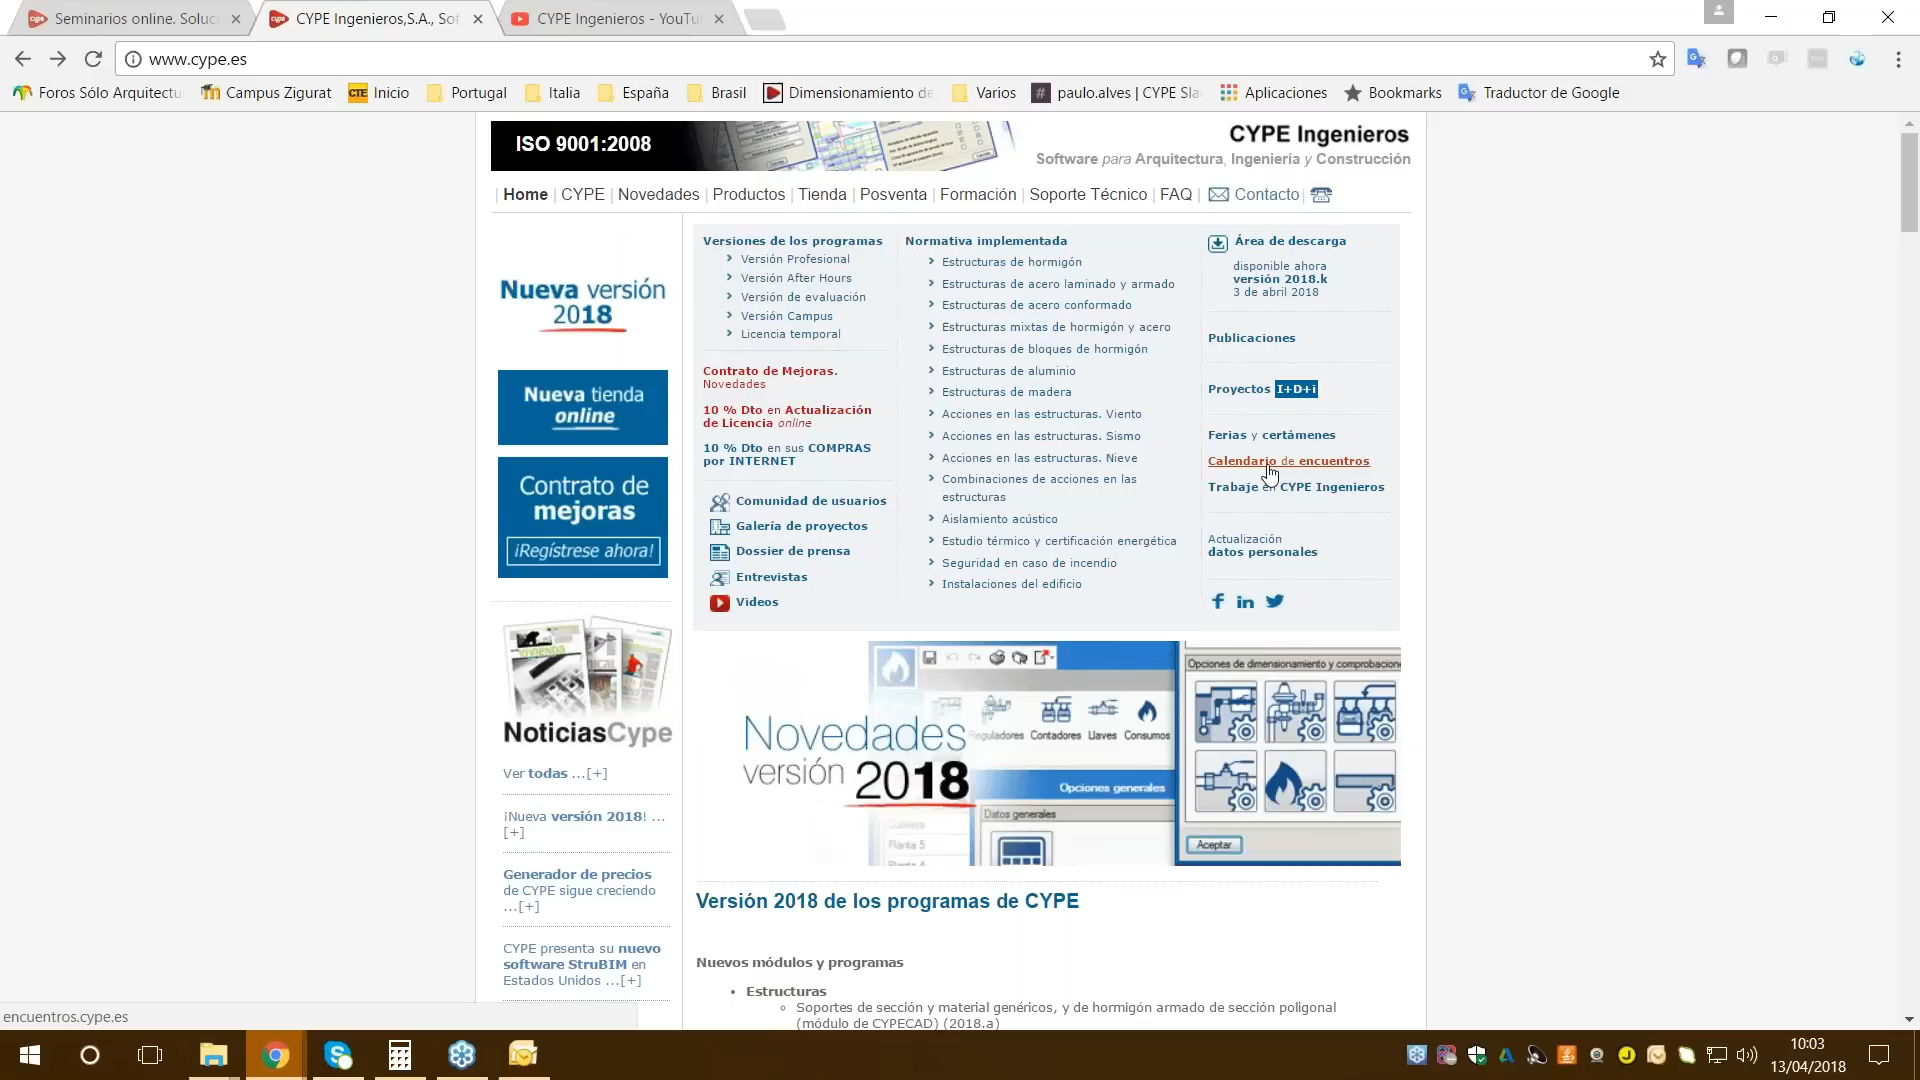 Seminarios online. Soluc
CYPE Ingenieros,S.A., Sof
CYPE Ingenieros - YouTu
www.cype.es
Foros Sólo Arquitectu
Campus Zigurat
CTE Inicio
Portugal
Italia
España
Brasil
Dimensionamiento de
Varios
# paulo.alves | CYPE Sla
Aplicaciones
Bookmarks
Traductor de Google
ISO 9001:2008
CYPE Ingenieros
Software para Arquitectura, Ingeniería y Construcción
| Home | CYPE | Novedades | Productos | Tienda | Posventa | Formación | Soporte Técnico | FAQ | Contacto |
Nueva versión
2018
Nueva tienda
online
Contrato de
mejoras
¡Regístrese ahora!
NoticiasCype
Ver todas ...[+]
¡Nueva versión 2018! ...
[+]
Generador de precios
de CYPE sigue creciendo
...[+]
CYPE presenta su nuevo
software StruBIM en
Estados Unidos ...[+]
Versiones de los programas
Versión Profesional
Versión After Hours
Versión de evaluación
Versión Campus
Licencia temporal
Contrato de Mejoras.
Novedades
10 % Dto en Actualización
de Licencia online
10 % Dto en sus COMPRAS
por INTERNET
Comunidad de usuarios
Galería de proyectos
Dossier de prensa
Entrevistas
Videos
Normativa implementada
Estructuras de hormigón
Estructuras de acero laminado y armado
Estructuras de acero conformado
Estructuras mixtas de hormigón y acero
Estructuras de bloques de hormigón
Estructuras de aluminio
Estructuras de madera
Acciones en las estructuras. Viento
Acciones en las estructuras. Sismo
Acciones en las estructuras. Nieve
Combinaciones de acciones en las
estructuras
Aislamiento acústico
Estudio térmico y certificación energética
Seguridad en caso de incendio
Instalaciones del edificio
Área de descarga
disponible ahora
versión 2018.k
3 de abril 2018
Publicaciones
Proyectos I+D+i
Ferias y certámenes
Calendario de encuentros
Trabaje en CYPE Ingenieros
Actualización
datos personales
Novedades
versión 2018
Reguladores Contadores Llaves Consumos
Opciones generales
Datos generales
Cubierta
Planta 5
Planta 4
Opciones de dimensionamiento y comprobacione
Aceptar
Versión 2018 de los programas de CYPE
Nuevos módulos y programas
Estructuras
Soportes de sección y material genéricos, y de hormigón armado de sección poligonal
(módulo de CYPECAD) (2018.a)
encuentros.cype.es
10:03
13/04/2018